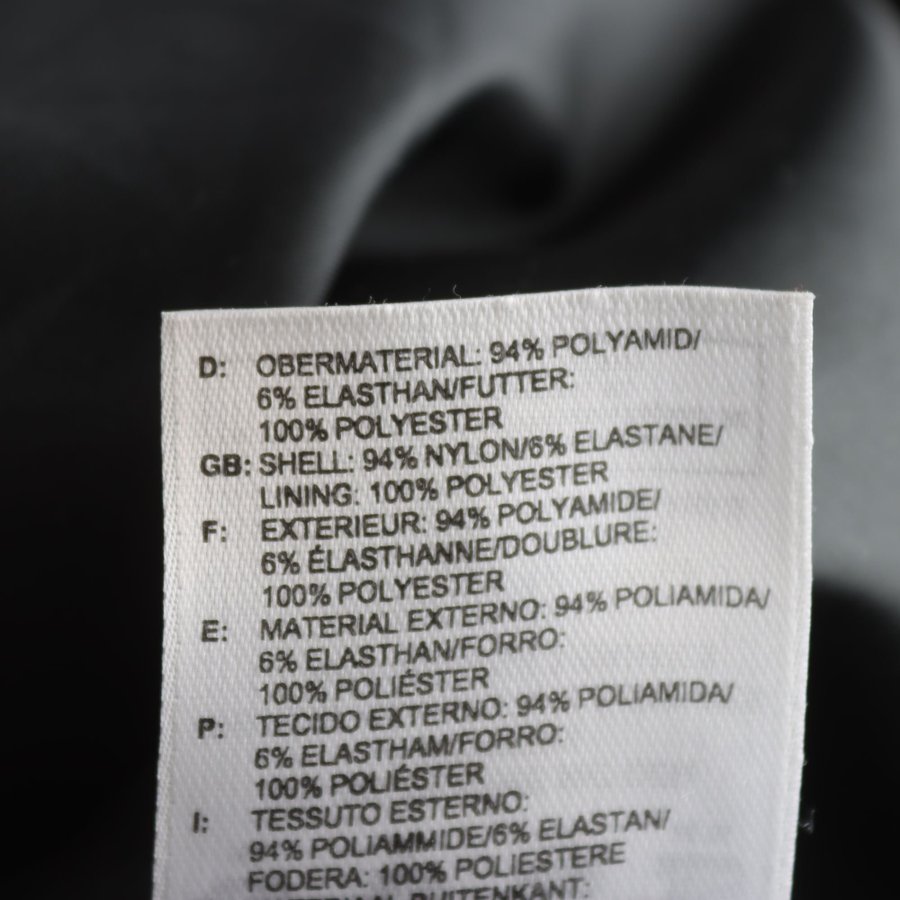 D: OBERMATERIAL: 94% POLYAMID/
6% ELASTHAN/FUTTER:
100% POLYESTER
GB: SHELL: 94% NYLON/6% ELASTANE/
LINING: 100% POLYESTER
F: EXTERIEUR: 94% POLYAMIDE/
6% ÉLASTHANNE/DOUBLURE:
100% POLYESTER
E: MATERIAL EXTERNO: 94% POLIAMIDA/
6% ELASTHAN/FORRO:
100% POLIÉSTER
P: TECIDO EXTERNO: 94% POLIAMIDA/
6% ELASTHAM/FORRO:
100% POLIÉSTER
I: TESSUTO ESTERNO:
94% POLIAMMIDE/6% ELASTAN/
FODERA: 100% POLIESTERE
BUITENKANT: